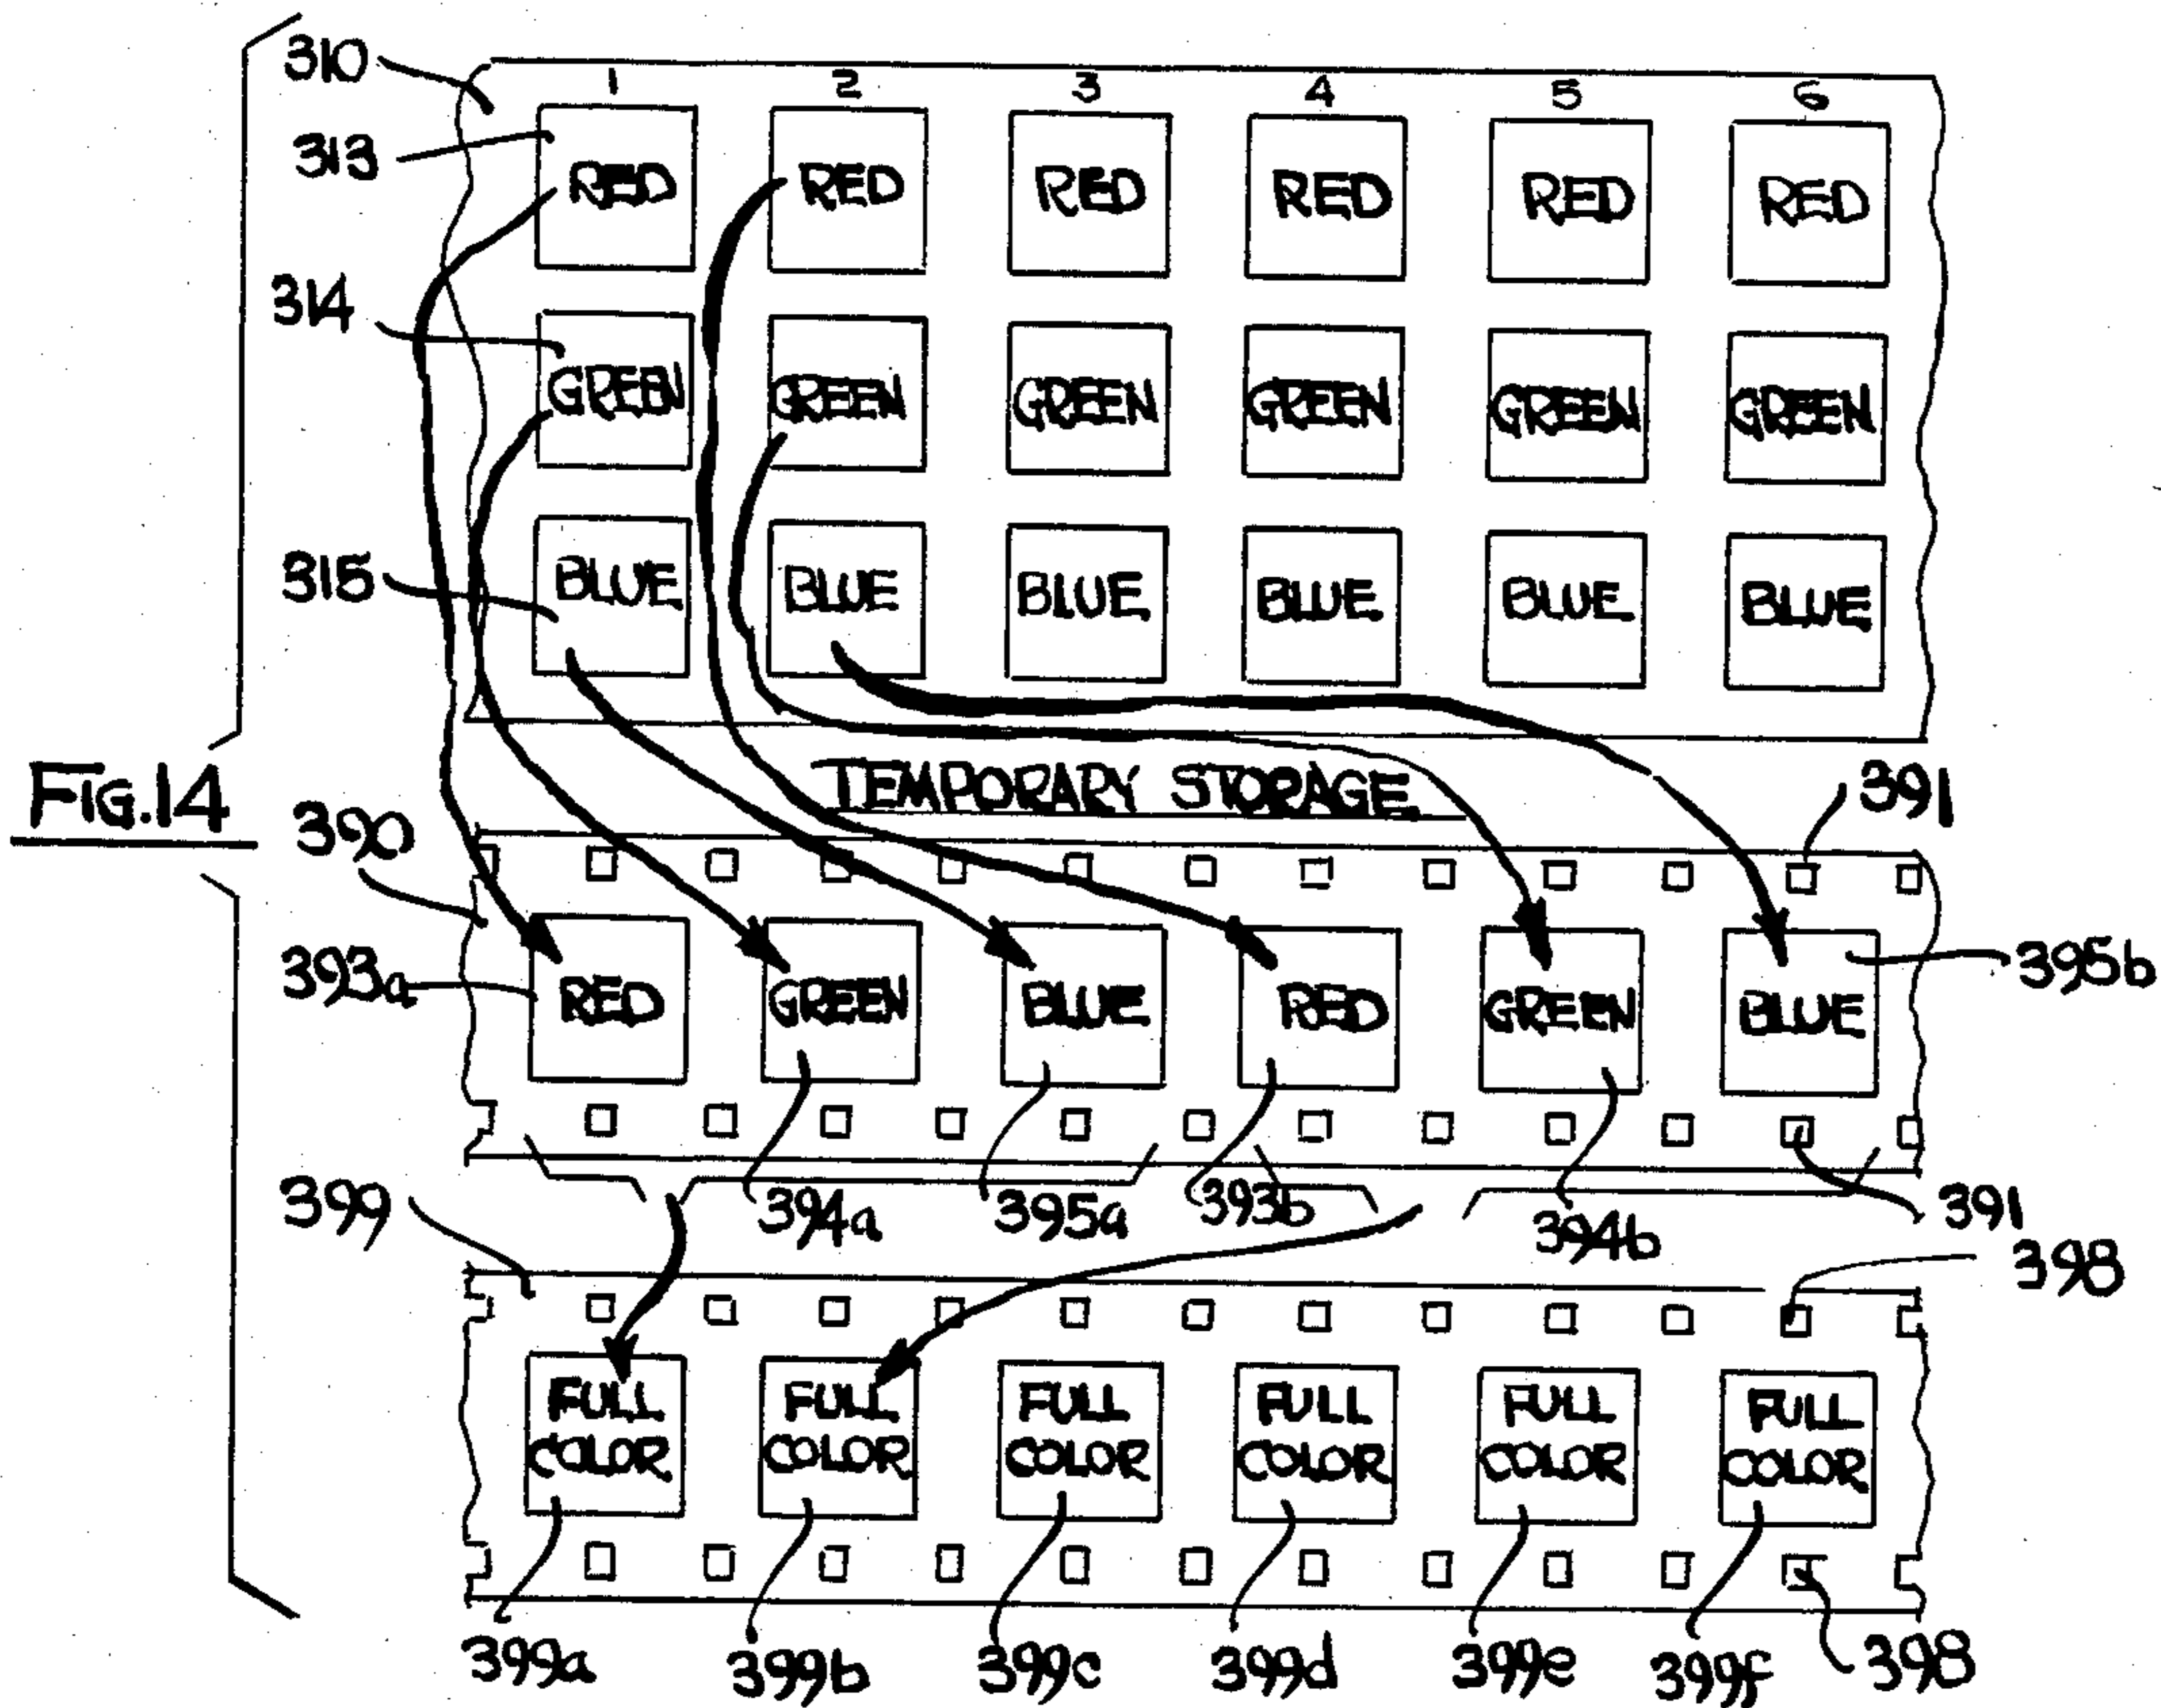 310
1 2 3 4 5 6
313
RED RED RED RED RED RED
314
GREEN GREEN GREEN GREEN GREEN GREEN
315
BLUE BLUE BLUE BLUE BLUE BLUE
FIG.14
TEMPORARY STORAGE
391
390
393a
RED GREEN BLUE RED GREEN BLUE
395b
399
394a 395a 393b 394b
391
398
FULL FULL FULL FULL FULL FULL
COLOR COLOR COLOR COLOR COLOR COLOR
399a 399b 399c 399d 399e 399f 398